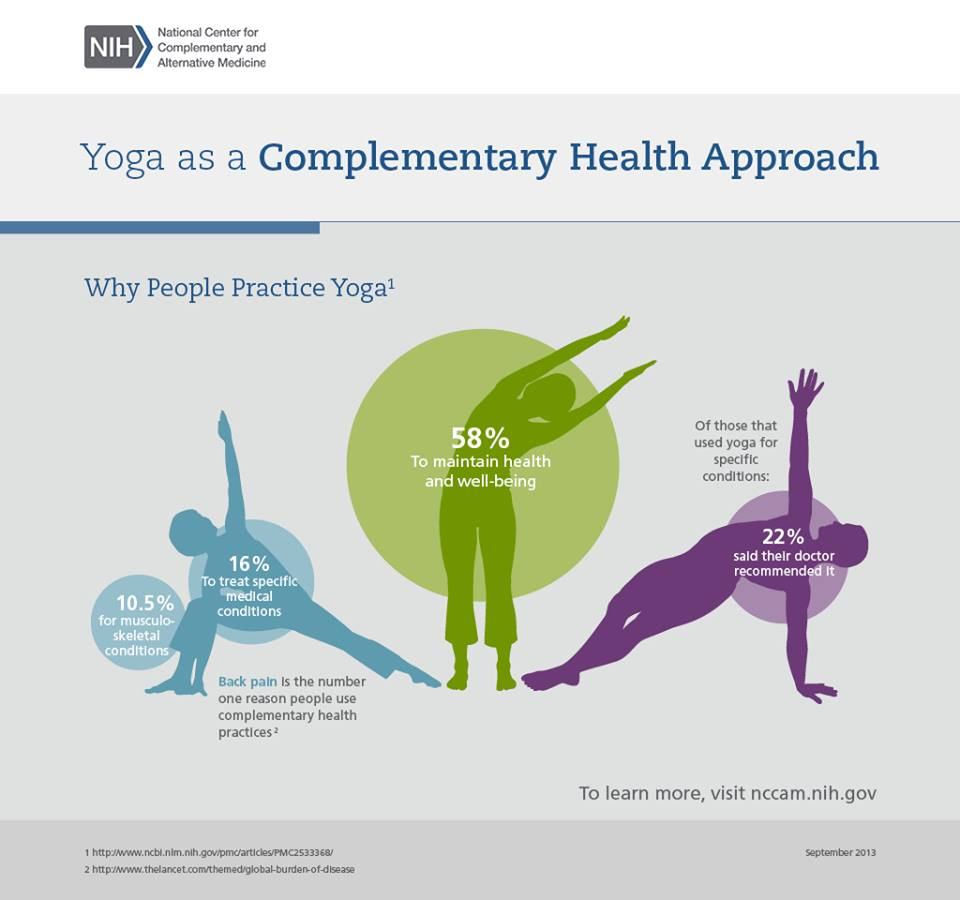 NIH
National Center for
Complementary and
Alternative Medicine
Yoga as a Complementary Health Approach
Why People Practice Yoga¹
58%
To maintain health
and well-being
Of those that
used yoga for
specific
conditions:
22%
said their doctor
recommended it
16%
To treat specific
medical
conditions
10.5%
for musculo-
skeletal
conditions
Back pain is the number
one reason people use
complementary health
practices ²
To learn more, visit nccam.nih.gov
1 http://www.ncbi.nlm.nih.gov/pmc/articles/PMC2533368/
2 http://www.thelancet.com/themed/global-burden-of-disease
September 2013